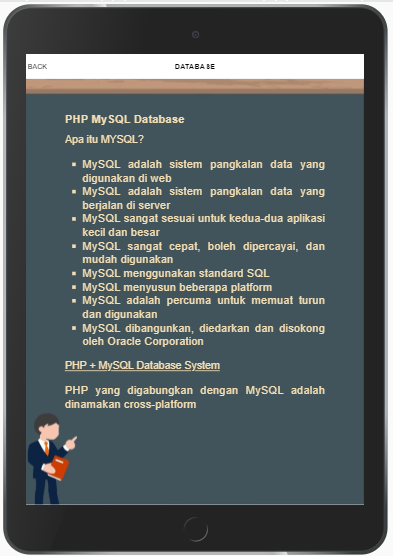 BACK
DATABASE
PHP MySQL Database
Apa itu MYSQL?
MySQL adalah sistem pangkalan data yang
digunakan di web
MySQL adalah sistem pangkalan data yang
berjalan di server
MySQL sangat sesuai untuk kedua-dua aplikasi
kecil dan besar
MySQL sangat cepat, boleh dipercayai, dan
mudah digunakan
MySQL menggunakan standard SQL
MySQL menyusun beberapa platform
MySQL adalah percuma untuk memuat turun
dan digunakan
MySQL dibangunkan, diedarkan dan disokong
oleh Oracle Corporation
PHP + MySQL Database System
PHP yang digabungkan dengan MySQL adalah
dinamakan cross-platform